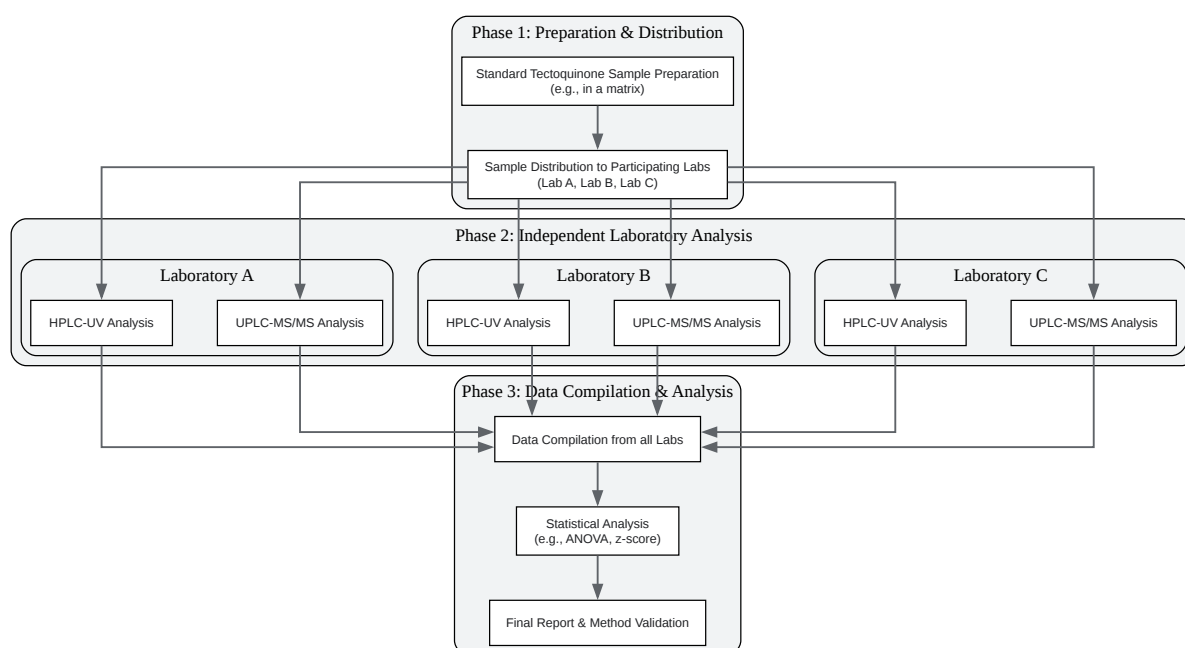 Phase 1: Preparation & Distribution
Standard Tectoquinone Sample Preparation
(e.g., in a matrix)
Sample Distribution to Participating Labs
(Lab A, Lab B, Lab C)
Phase 2: Independent Laboratory Analysis
Laboratory A
Laboratory B
Laboratory C
HPLC-UV Analysis
UPLC-MS/MS Analysis
HPLC-UV Analysis
UPLC-MS/MS Analysis
HPLC-UV Analysis
UPLC-MS/MS Analysis
Phase 3: Data Compilation & Analysis
Data Compilation from all Labs
Statistical Analysis
(e.g., ANOVA, z-score)
Final Report & Method Validation